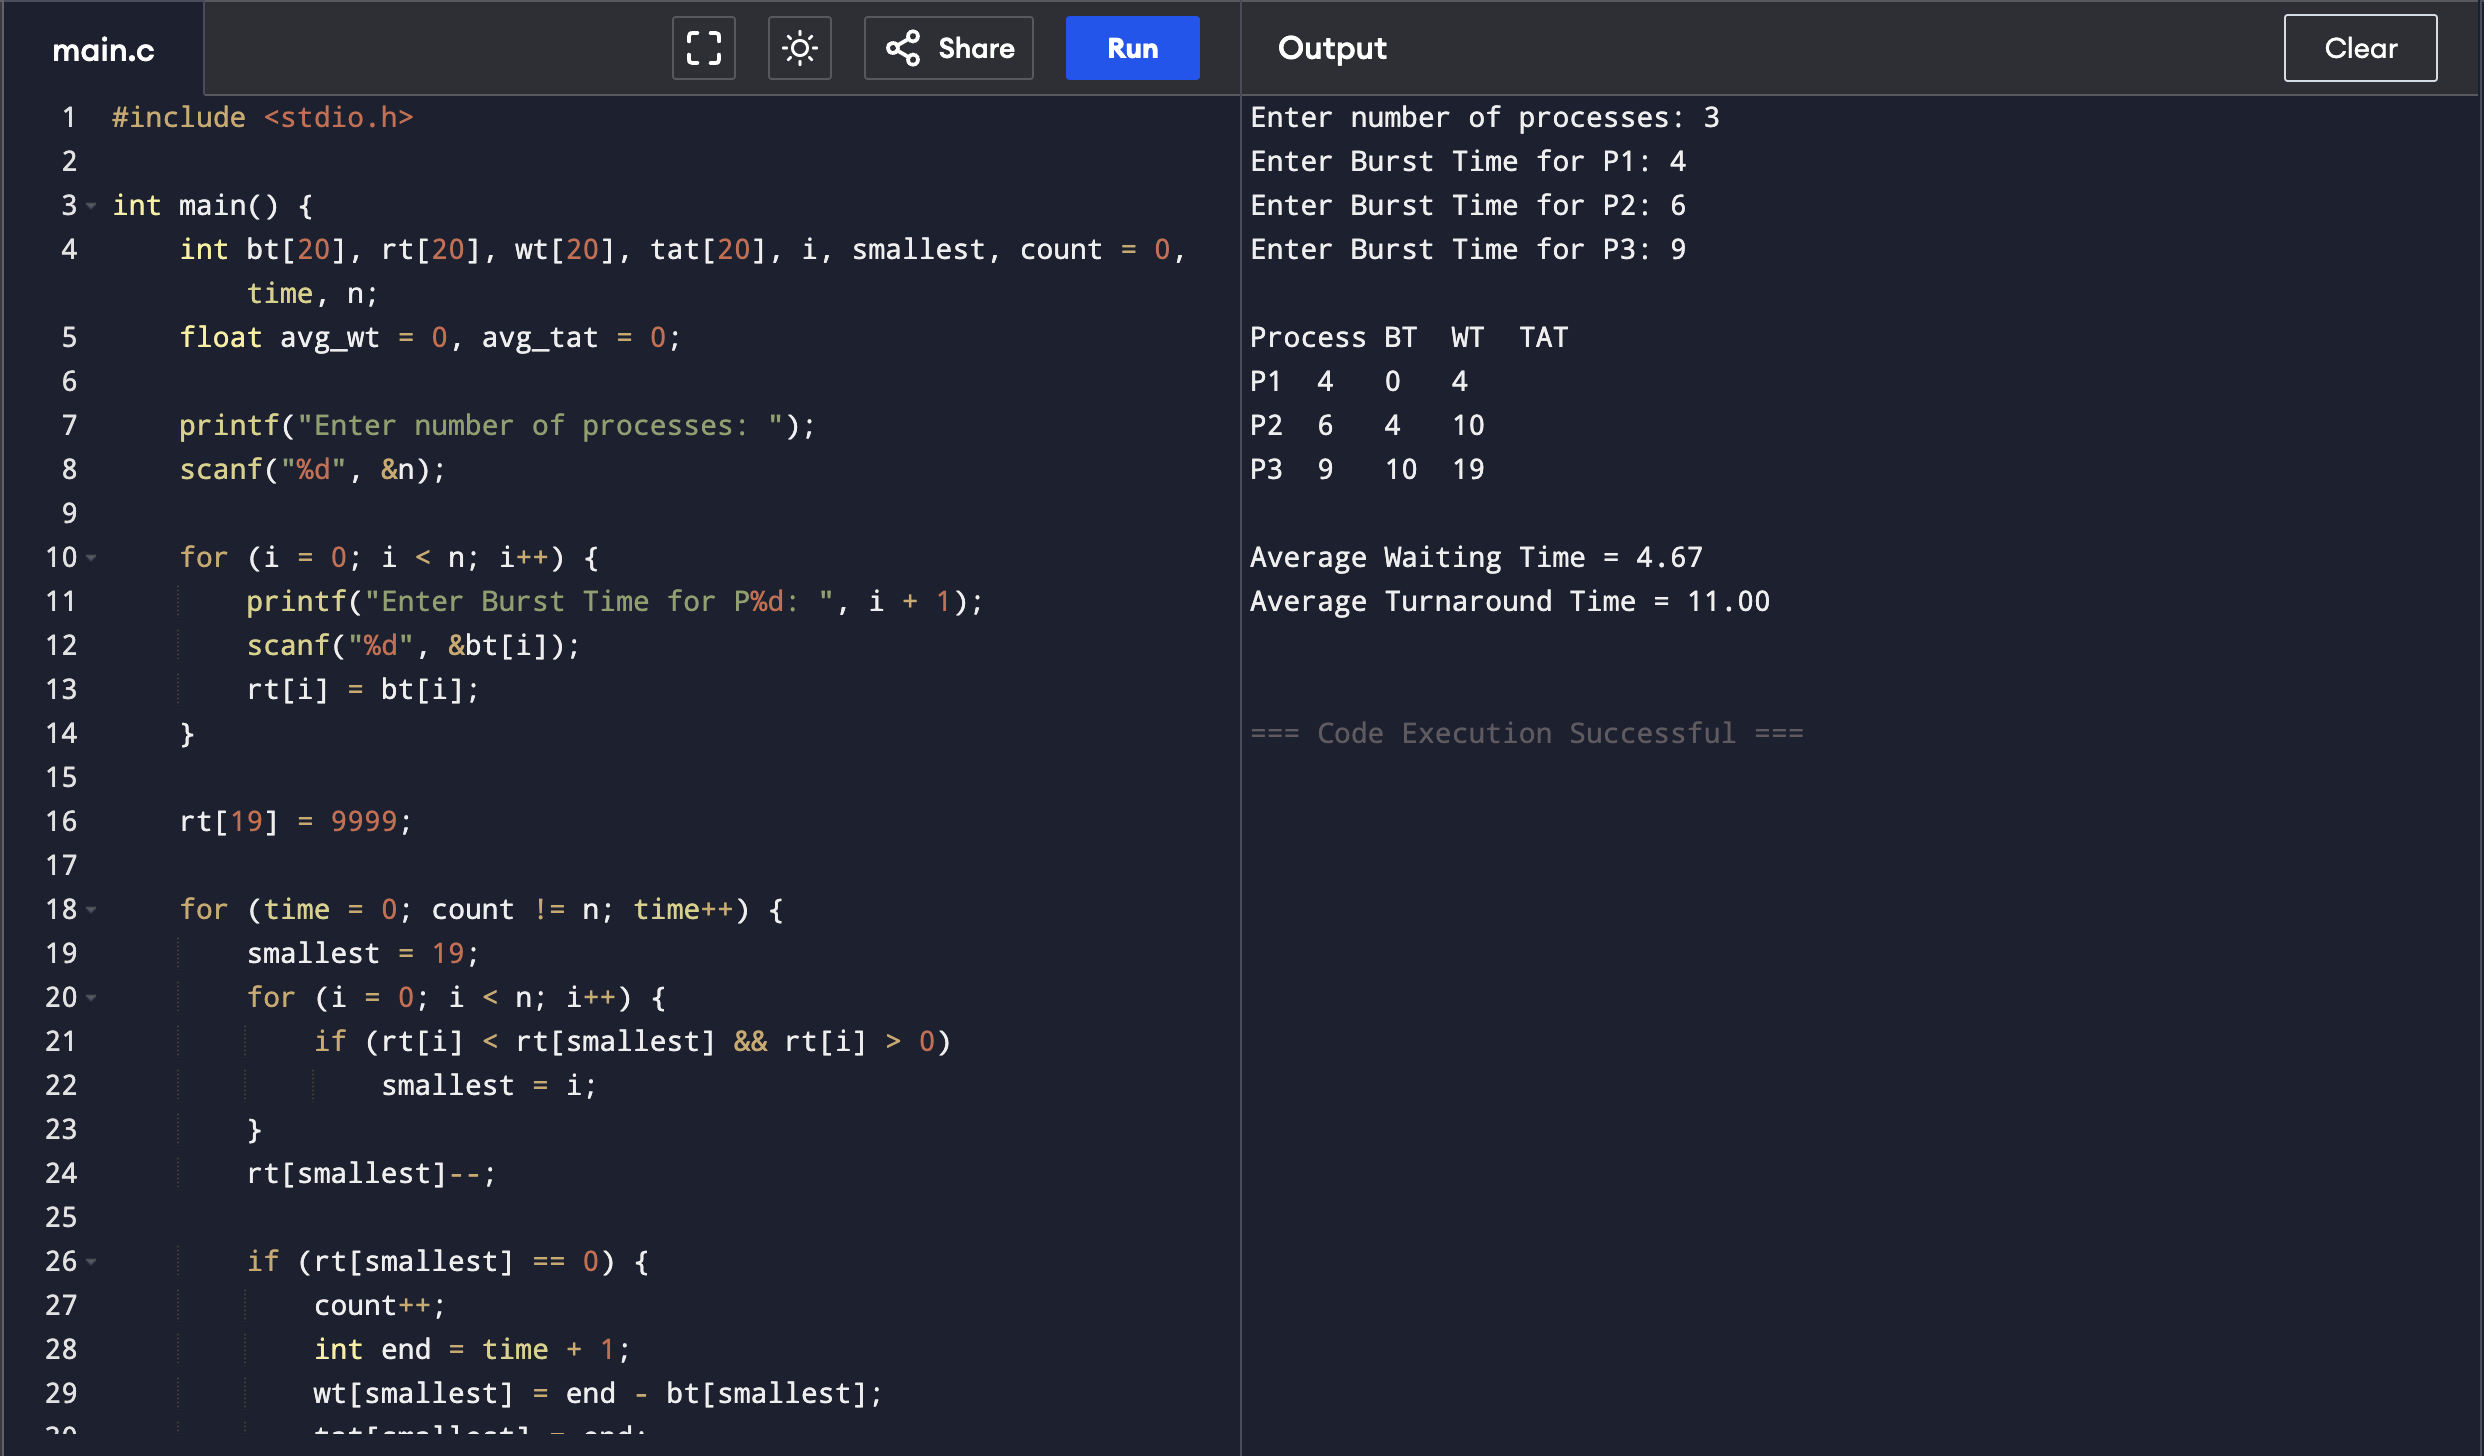 main.c
Share
Run
Output
Clear
1 #include <stdio.h>
2
3 int main() {
4     int bt[20], rt[20], wt[20], tat[20], i, smallest, count = 0,
        time, n;
5     float avg_wt = 0, avg_tat = 0;
6
7     printf("Enter number of processes: ");
8     scanf("%d", &n);
9
10     for (i = 0; i < n; i++) {
11         printf("Enter Burst Time for P%d: ", i + 1);
12         scanf("%d", &bt[i]);
13         rt[i] = bt[i];
14     }
15
16     rt[19] = 9999;
17
18     for (time = 0; count != n; time++) {
19         smallest = 19;
20         for (i = 0; i < n; i++) {
21             if (rt[i] < rt[smallest] && rt[i] > 0)
22                 smallest = i;
23         }
24         rt[smallest]--;
25
26         if (rt[smallest] == 0) {
27             count++;
28             int end = time + 1;
29             wt[smallest] = end - bt[smallest];
30             tat[smallest] = end;
Enter number of processes: 3
Enter Burst Time for P1: 4
Enter Burst Time for P2: 6
Enter Burst Time for P3: 9
Process BT  WT  TAT
P1  4   0   4
P2  6   4   10
P3  9   10  19
Average Waiting Time = 4.67
Average Turnaround Time = 11.00
=== Code Execution Successful ===